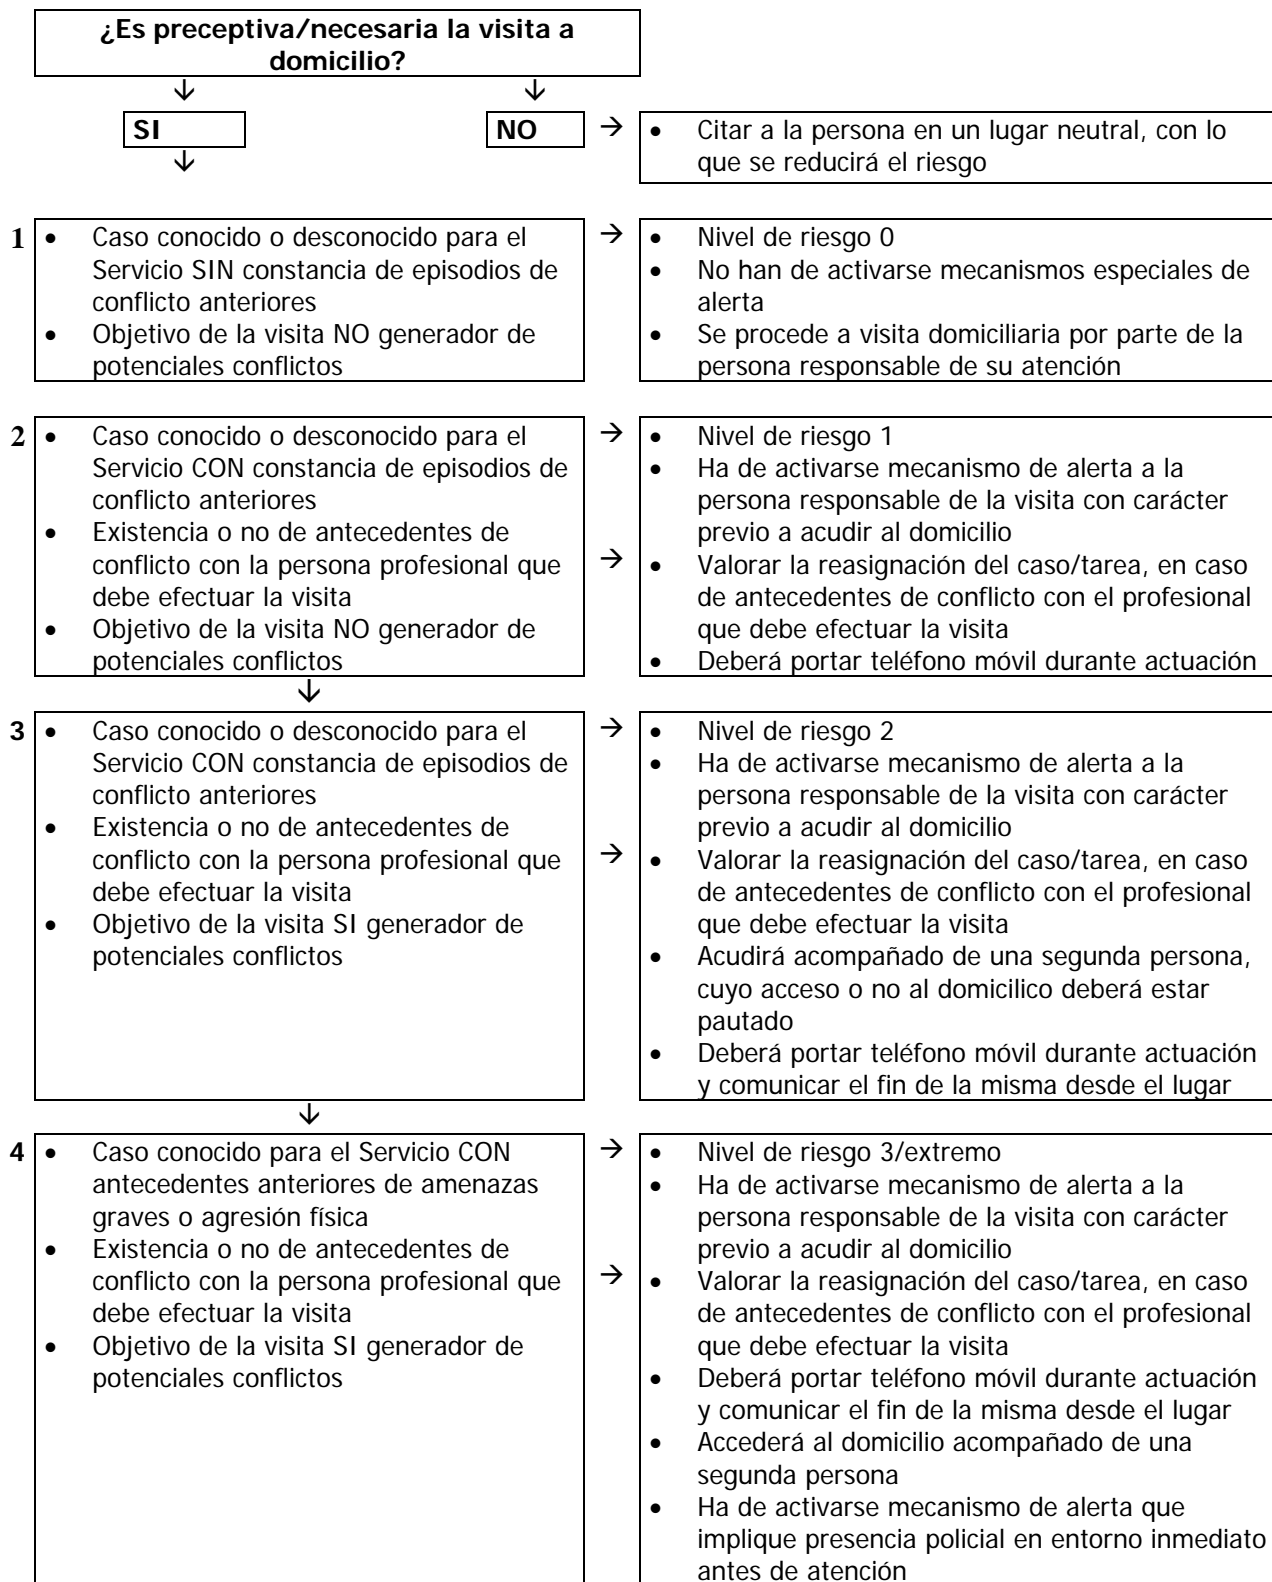 ¿Es preceptiva/necesaria la visita a
domicilio?
↓ ↓
SI NO → • Citar a la persona en un lugar neutral, con lo
↓ que se reducirá el riesgo
1 • Caso conocido o desconocido para el
Servicio SIN constancia de episodios de
conflicto anteriores
• Objetivo de la visita NO generador de
potenciales conflictos
→ • Nivel de riesgo 0
• No han de activarse mecanismos especiales de
alerta
• Se procede a visita domiciliaria por parte de la
persona responsable de su atención
2 • Caso conocido o desconocido para el
Servicio CON constancia de episodios de
conflicto anteriores
• Existencia o no de antecedentes de
conflicto con la persona profesional que
debe efectuar la visita
• Objetivo de la visita NO generador de
potenciales conflictos
→ • Nivel de riesgo 1
• Ha de activarse mecanismo de alerta a la
persona responsable de la visita con carácter
previo a acudir al domicilio
→ • Valorar la reasignación del caso/tarea, en caso
de antecedentes de conflicto con el profesional
que debe efectuar la visita
• Deberá portar teléfono móvil durante actuación
↓
3 • Caso conocido o desconocido para el
Servicio CON constancia de episodios de
conflicto anteriores
• Existencia o no de antecedentes de
conflicto con la persona profesional que
debe efectuar la visita
• Objetivo de la visita SI generador de
potenciales conflictos
→ • Nivel de riesgo 2
• Ha de activarse mecanismo de alerta a la
persona responsable de la visita con carácter
previo a acudir al domicilio
→ • Valorar la reasignación del caso/tarea, en caso
de antecedentes de conflicto con el profesional
que debe efectuar la visita
• Acudirá acompañado de una segunda persona,
cuyo acceso o no al domicilico deberá estar
pautado
• Deberá portar teléfono móvil durante actuación
y comunicar el fin de la misma desde el lugar
↓
4 • Caso conocido para el Servicio CON
antecedentes anteriores de amenazas
graves o agresión física
• Existencia o no de antecedentes de
conflicto con la persona profesional que
debe efectuar la visita
• Objetivo de la visita SI generador de
potenciales conflictos
→ • Nivel de riesgo 3/extremo
• Ha de activarse mecanismo de alerta a la
persona responsable de la visita con carácter
previo a acudir al domicilio
→ • Valorar la reasignación del caso/tarea, en caso
de antecedentes de conflicto con el profesional
que debe efectuar la visita
• Deberá portar teléfono móvil durante actuación
y comunicar el fin de la misma desde el lugar
• Accederá al domicilio acompañado de una
segunda persona
• Ha de activarse mecanismo de alerta que
implique presencia policial en entorno inmediato
antes de atención